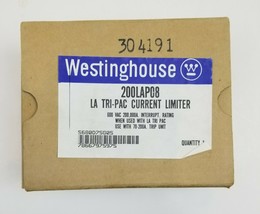 304191
Westinghouse
200LAP08
LA TRI-PAC CURRENT LIMITER
600 VAC 200,000A. INTERRUPT. RATING
WHEN USED WITH LA TRI PAC
USE WITH 70-200A. TRIP UNIT
QUANTITY